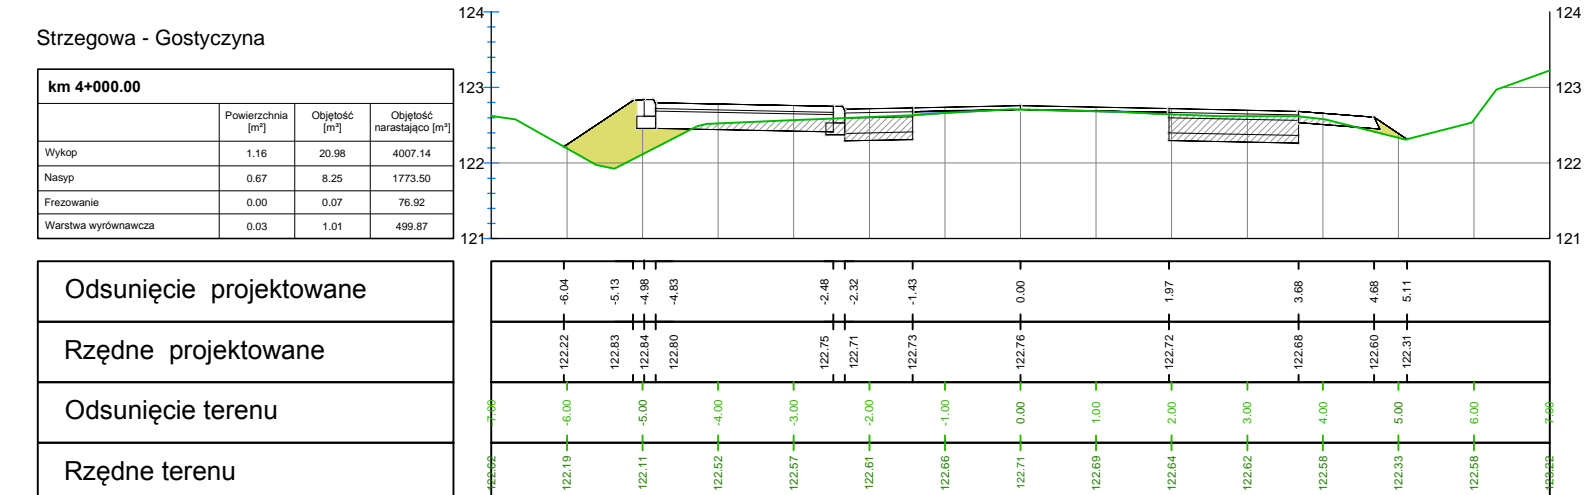 Strzegowa - Gostyczyna
km 4+000.00
Powierzchnia [m²] Objętość [m³] Objętość narastająco [m³]
Wykop 1.16 20.98 4007.14
Nasyp 0.67 8.25 1773.50
Frezowanie 0.00 0.07 76.92
Warstwa wyrównawcza 0.03 1.01 499.87
124 124
123 123
122 122
121 121
Odsunięcie projektowane -6.04 -5.13 -4.98 -4.83 -2.48 -2.32 -1.43 0.00 1.97 3.68 4.68 5.11
Rzędne projektowane 122.22 122.83 122.84 122.80 122.75 122.71 122.73 122.76 122.72 122.68 122.60 122.31
Odsunięcie terenu -7.00 -6.00 -5.00 -4.00 -3.00 -2.00 -1.00 0.00 1.00 2.00 3.00 4.00 5.00 6.00 7.00
Rzędne terenu 122.62 122.19 122.11 122.52 122.57 122.61 122.66 122.71 122.69 122.64 122.62 122.58 122.33 122.58 123.22